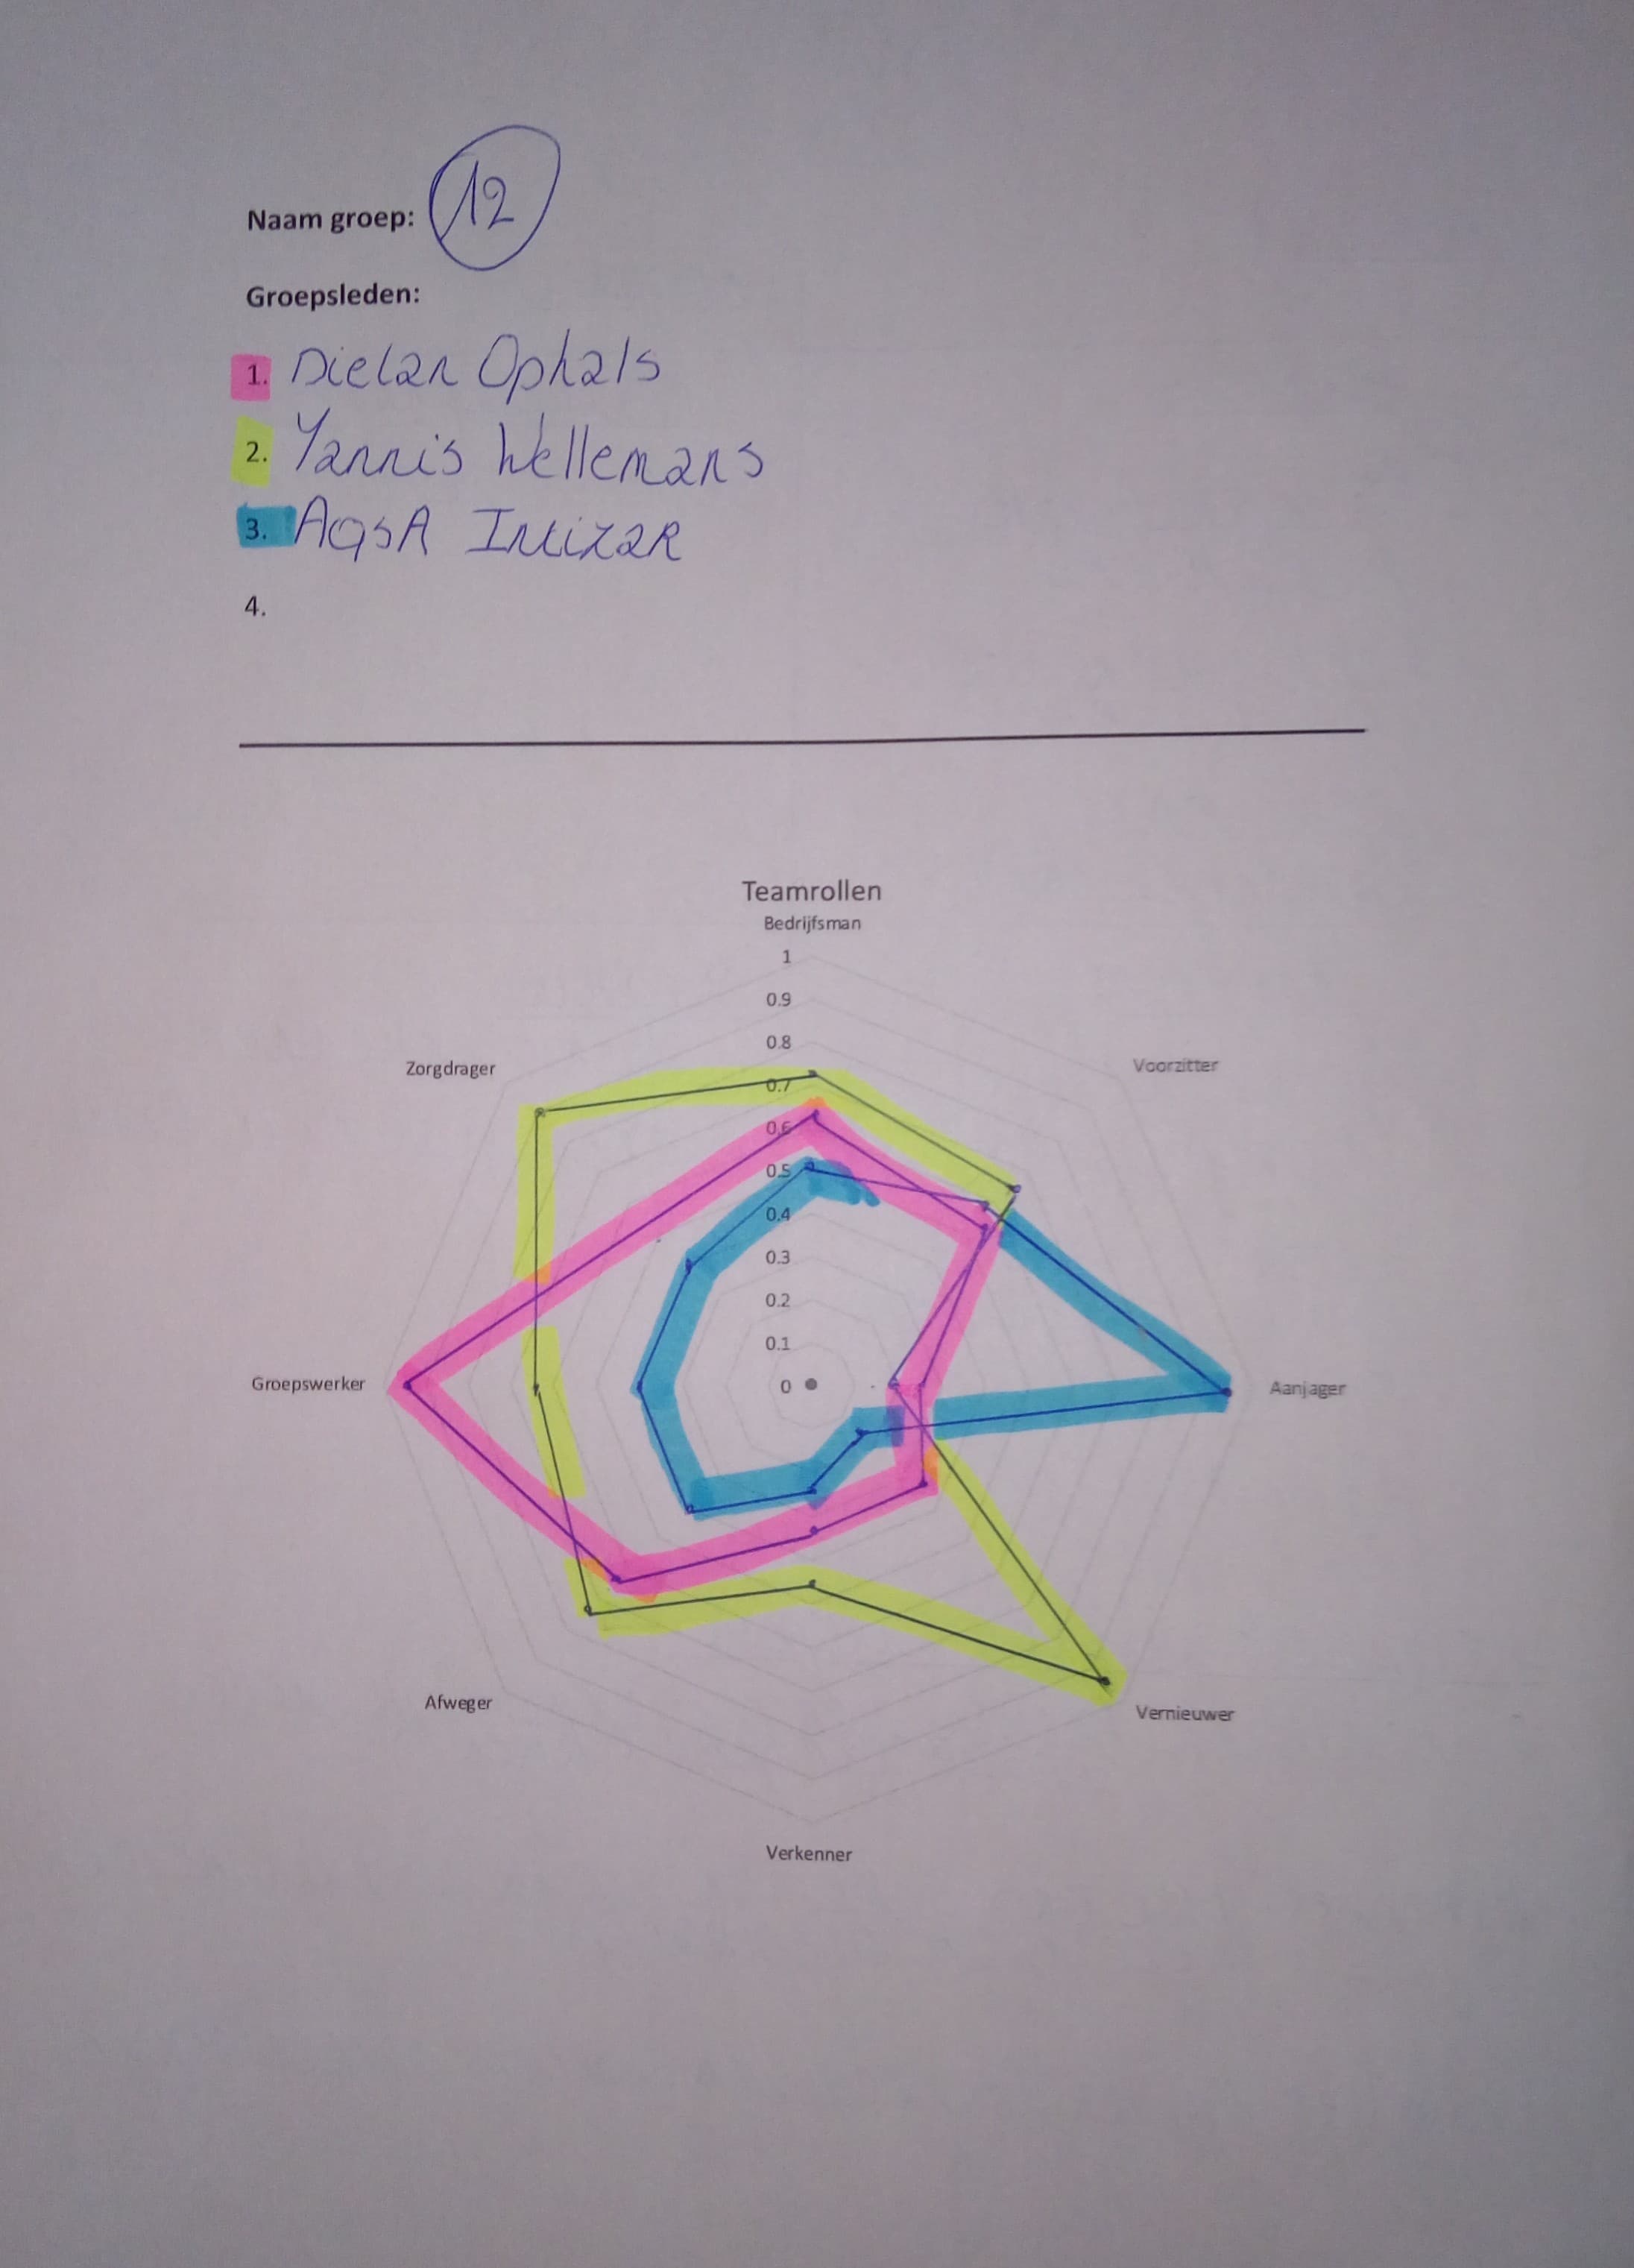 Naam groep: 12
Groepsleden:
1. Dielan Ophals
2. Yannis Wellemans
3. AqsA Intizar
4.
Teamrollen
Bedrijfsman
1
0.9
0.8
0.7
0.6
0.5
0.4
0.3
0.2
0.1
0
Voorzitter
Aanjager
Vernieuwer
Verkenner
Afweger
Groepswerker
Zorgdrager